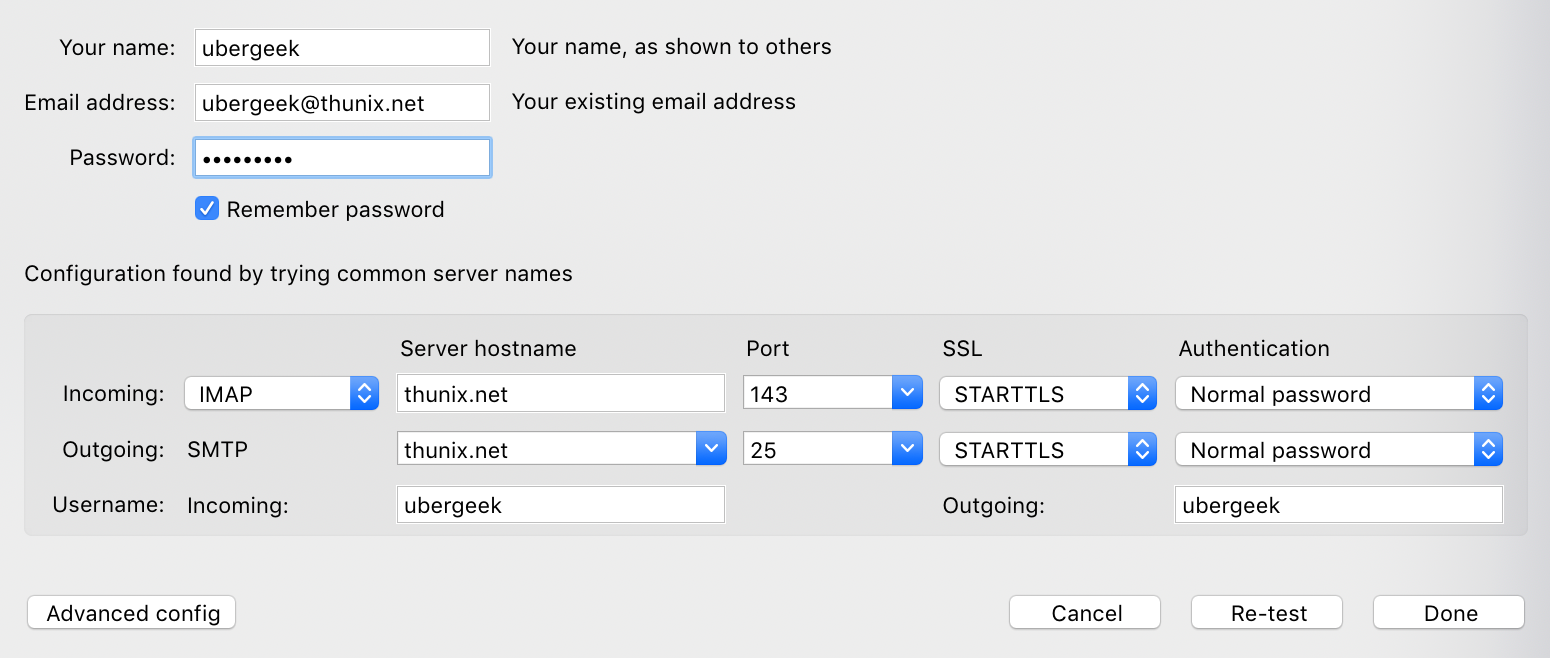 Your name: ubergeek Your name, as shown to others
Email address: ubergeek@thunix.net Your existing email address
Password: •••••••••
Remember password
Configuration found by trying common server names
Server hostname Port SSL Authentication
Incoming: IMAP thunix.net 143 STARTTLS Normal password
Outgoing: SMTP thunix.net 25 STARTTLS Normal password
Username: Incoming: ubergeek Outgoing: ubergeek
Advanced config Cancel Re-test Done